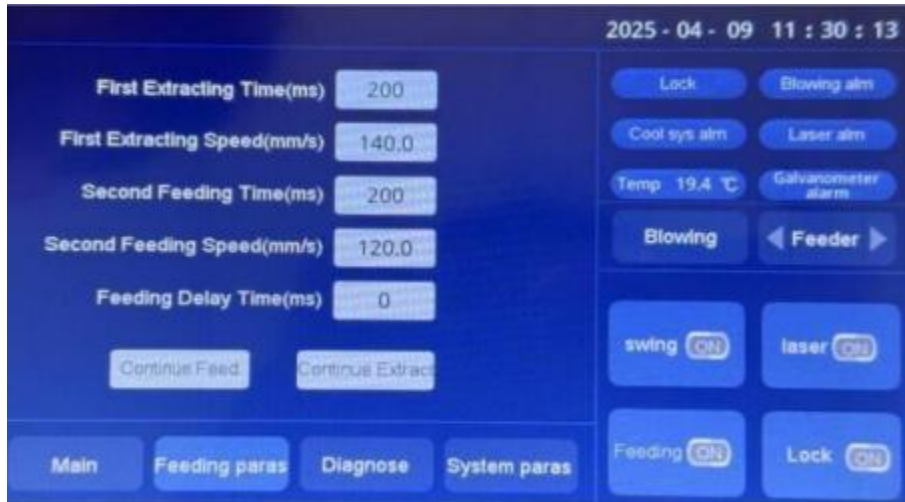 2025 - 04 - 09 11 : 30 : 13
First Extracting Time(ms) 200
First Extracting Speed(mm/s) 140.0
Second Feeding Time(ms) 200
Second Feeding Speed(mm/s) 120.0
Feeding Delay Time(ms) 0
Continue Feed Continue Extract
Main Feeding paras Diagnose System paras
Lock Blowing alm
Cool sys alm Laser alm
Temp 19.4 ℃ Galvanometer
alarm
Blowing Feeder
swing ON laser ON
Feeding ON Lock ON